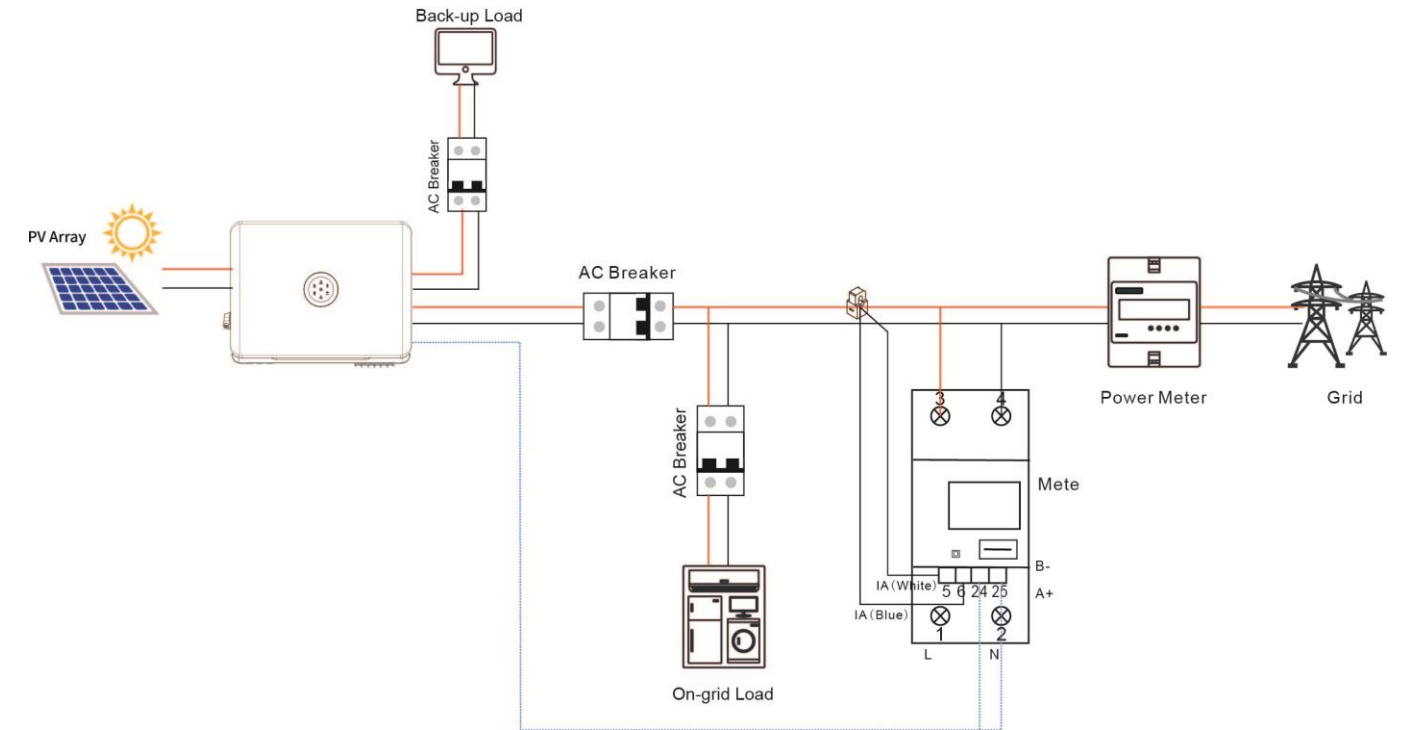 Back-up Load
AC Breaker
PV Array
AC Breaker
AC Breaker
Power Meter
Grid
3 4
Mete
B-
IA(White)
5 6 24 25
A+
IA(Blue)
1 2
L N
On-grid Load